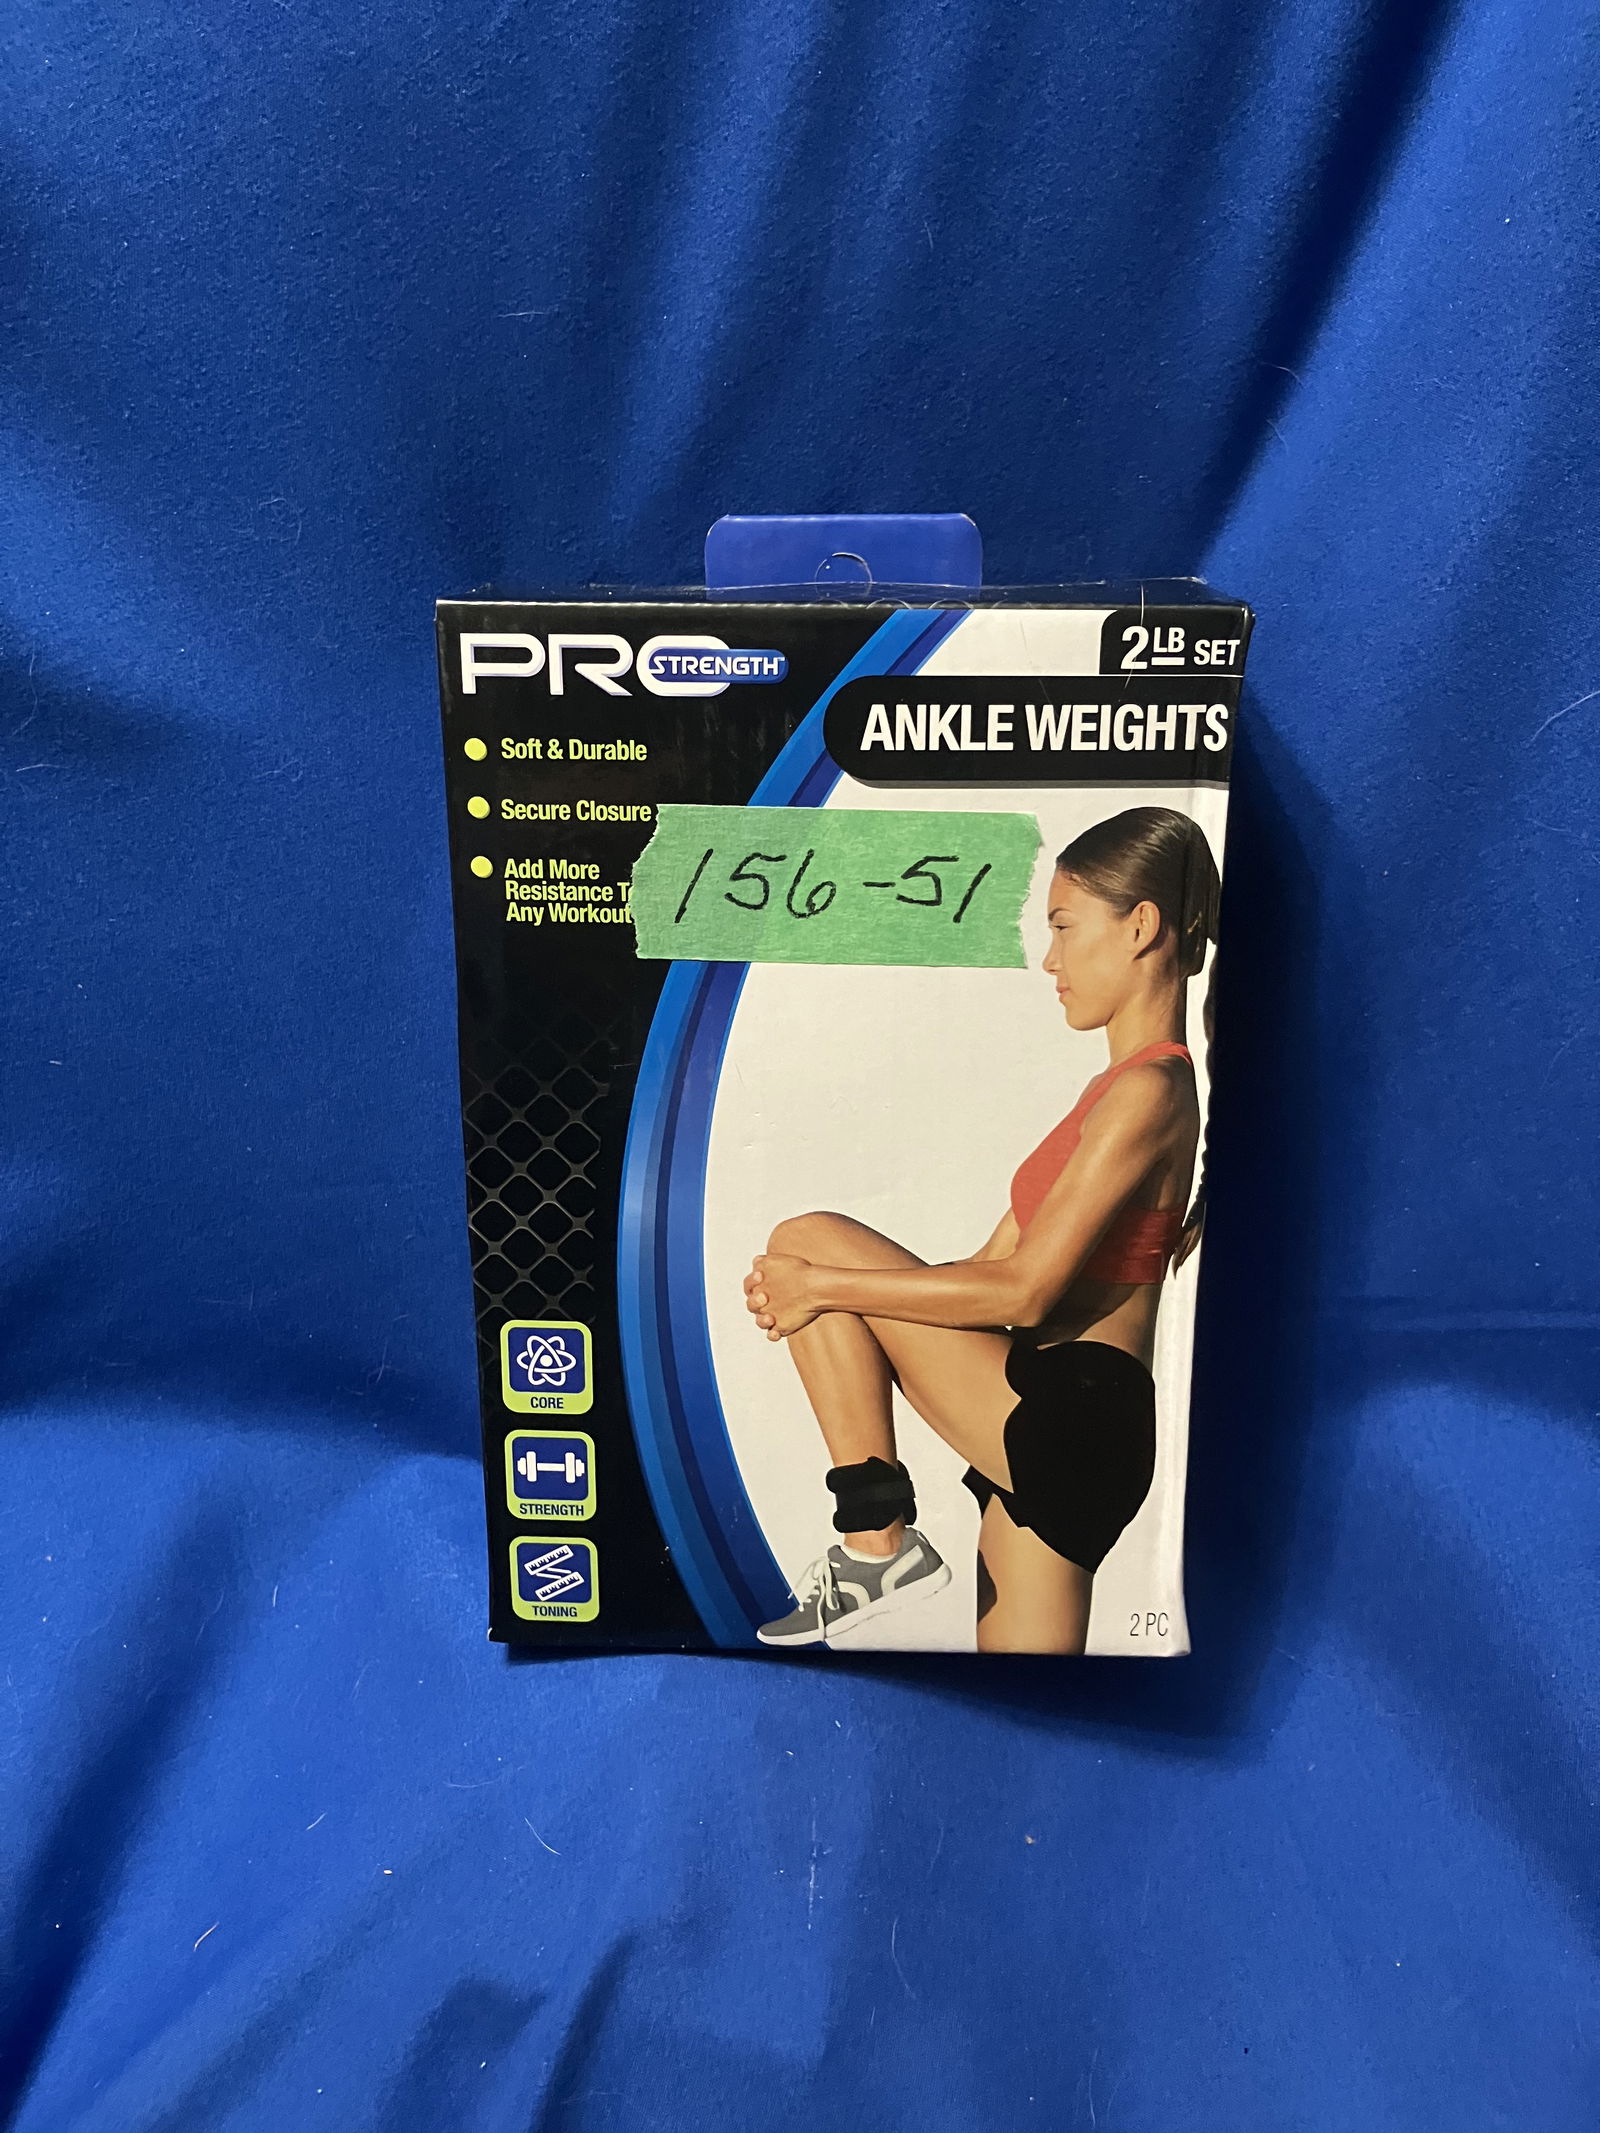 PRO STRENGTH™
2 LB SET
ANKLE WEIGHTS
Soft & Durable
Secure Closure
Add More
Resistance T
Any Workout
156-51
CORE
STRENGTH
TONING
2 PC